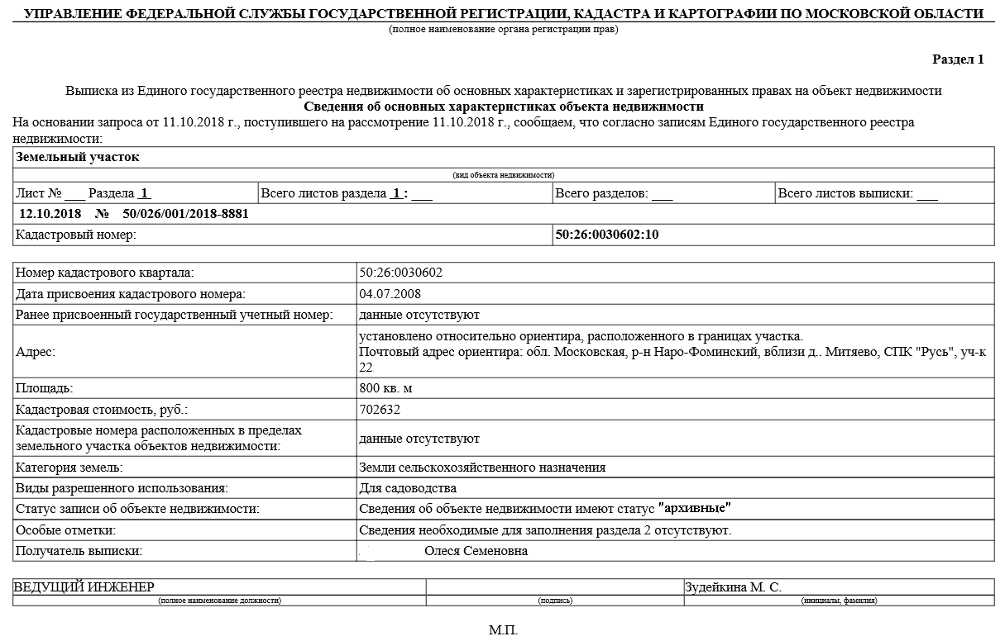 УПРАВЛЕНИЕ ФЕДЕРАЛЬНОЙ СЛУЖБЫ ГОСУДАРСТВЕННОЙ РЕГИСТРАЦИИ, КАДАСТРА И КАРТОГРАФИИ ПО МОСКОВСКОЙ ОБЛАСТИ
(полное наименование органа регистрации прав)
Раздел 1
Выписка из Единого государственного реестра недвижимости об основных характеристиках и зарегистрированных правах на объект недвижимости
Сведения об основных характеристиках объекта недвижимости
На основании запроса от 11.10.2018 г., поступившего на рассмотрение 11.10.2018 г., сообщаем, что согласно записям Единого государственного реестра
недвижимости:
Земельный участок
(вид объекта недвижимости)
Лист № ___ Раздела 1 Всего листов раздела 1 : ___ Всего разделов: ___ Всего листов выписки: ___
12.10.2018 № 50/026/001/2018-8881
Кадастровый номер: 50:26:0030602:10
Номер кадастрового квартала: 50:26:0030602
Дата присвоения кадастрового номера: 04.07.2008
Ранее присвоенный государственный учетный номер: данные отсутствуют
Адрес:
установлено относительно ориентира, расположенного в границах участка.
Почтовый адрес ориентира: обл. Московская, р-н Наро-Фоминский, вблизи д.. Митяево, СПК "Русь", уч-к
22
Площадь: 800 кв. м
Кадастровая стоимость, руб.: 702632
Кадастровые номера расположенных в пределах
земельного участка объектов недвижимости:
данные отсутствуют
Категория земель: Земли сельскохозяйственного назначения
Виды разрешенного использования: Для садоводства
Статус записи об объекте недвижимости: Сведения об объекте недвижимости имеют статус "архивные"
Особые отметки: Сведения необходимые для заполнения раздела 2 отсутствуют.
Получатель выписки: Олеся Семеновна
ВЕДУЩИЙ ИНЖЕНЕР Зудейкина М. С.
(полное наименование должности) (подпись) (инициалы, фамилия)
М.П.